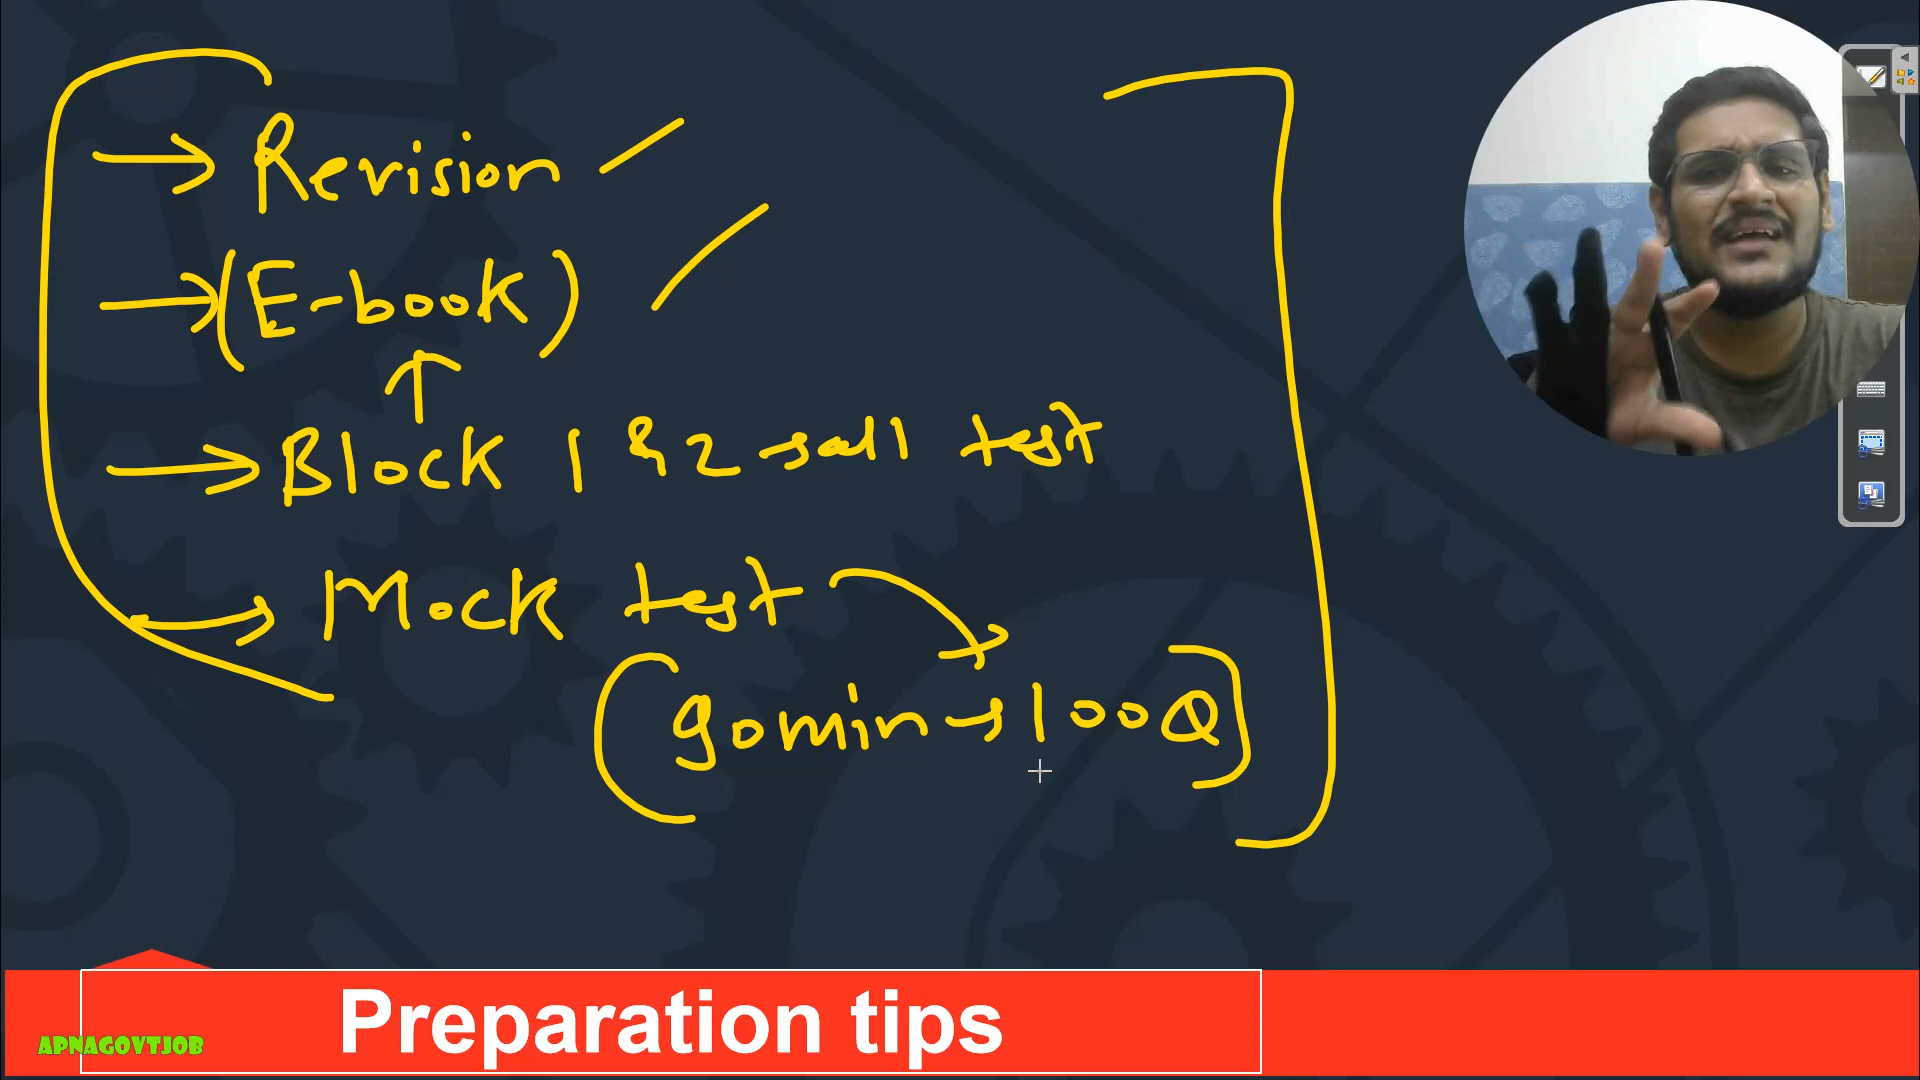 → Revision
→ (E-book)
↑
→ Block 1 & 2 → all test
→ Mock test
(90min → 100Q)
Preparation tips
APNAGOVTJOB